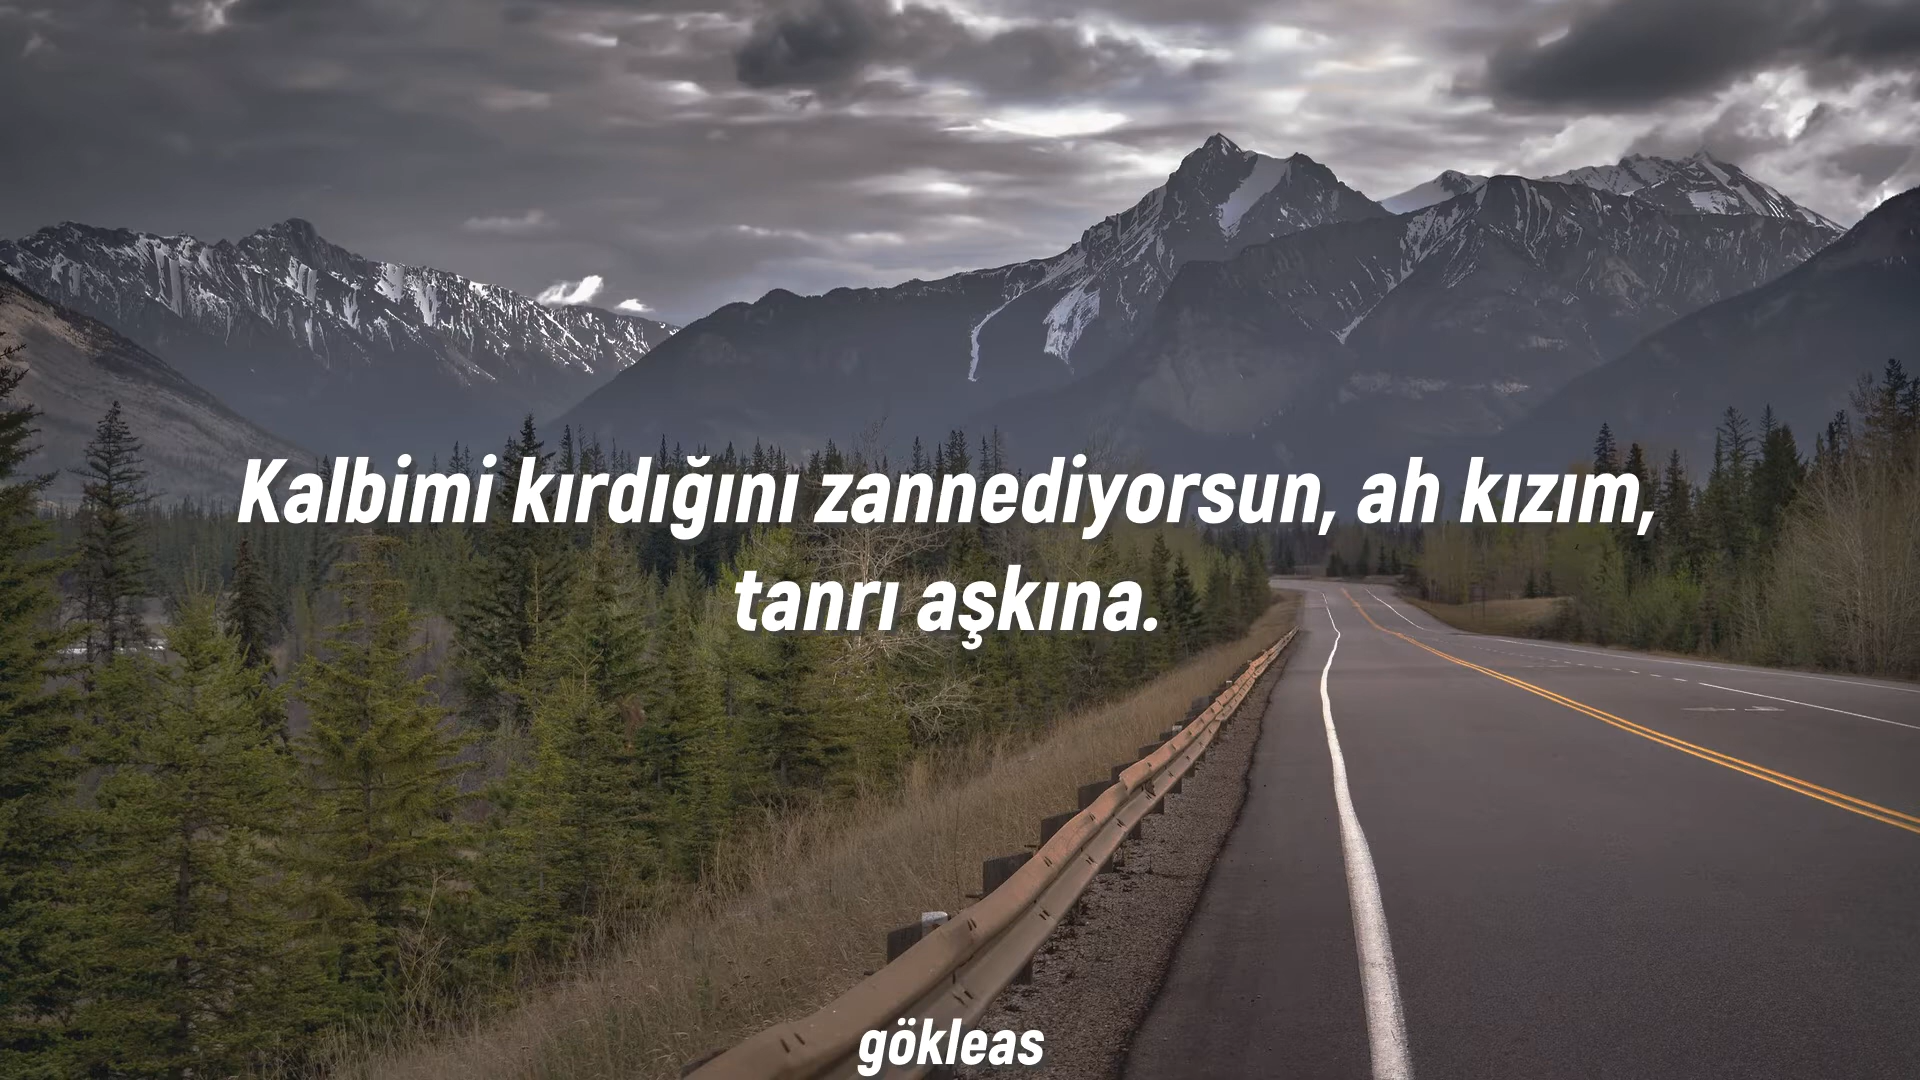 Kalbimi kırdığını zannediyorsun, ah kızım,
tanrı aşkına.
gökleas